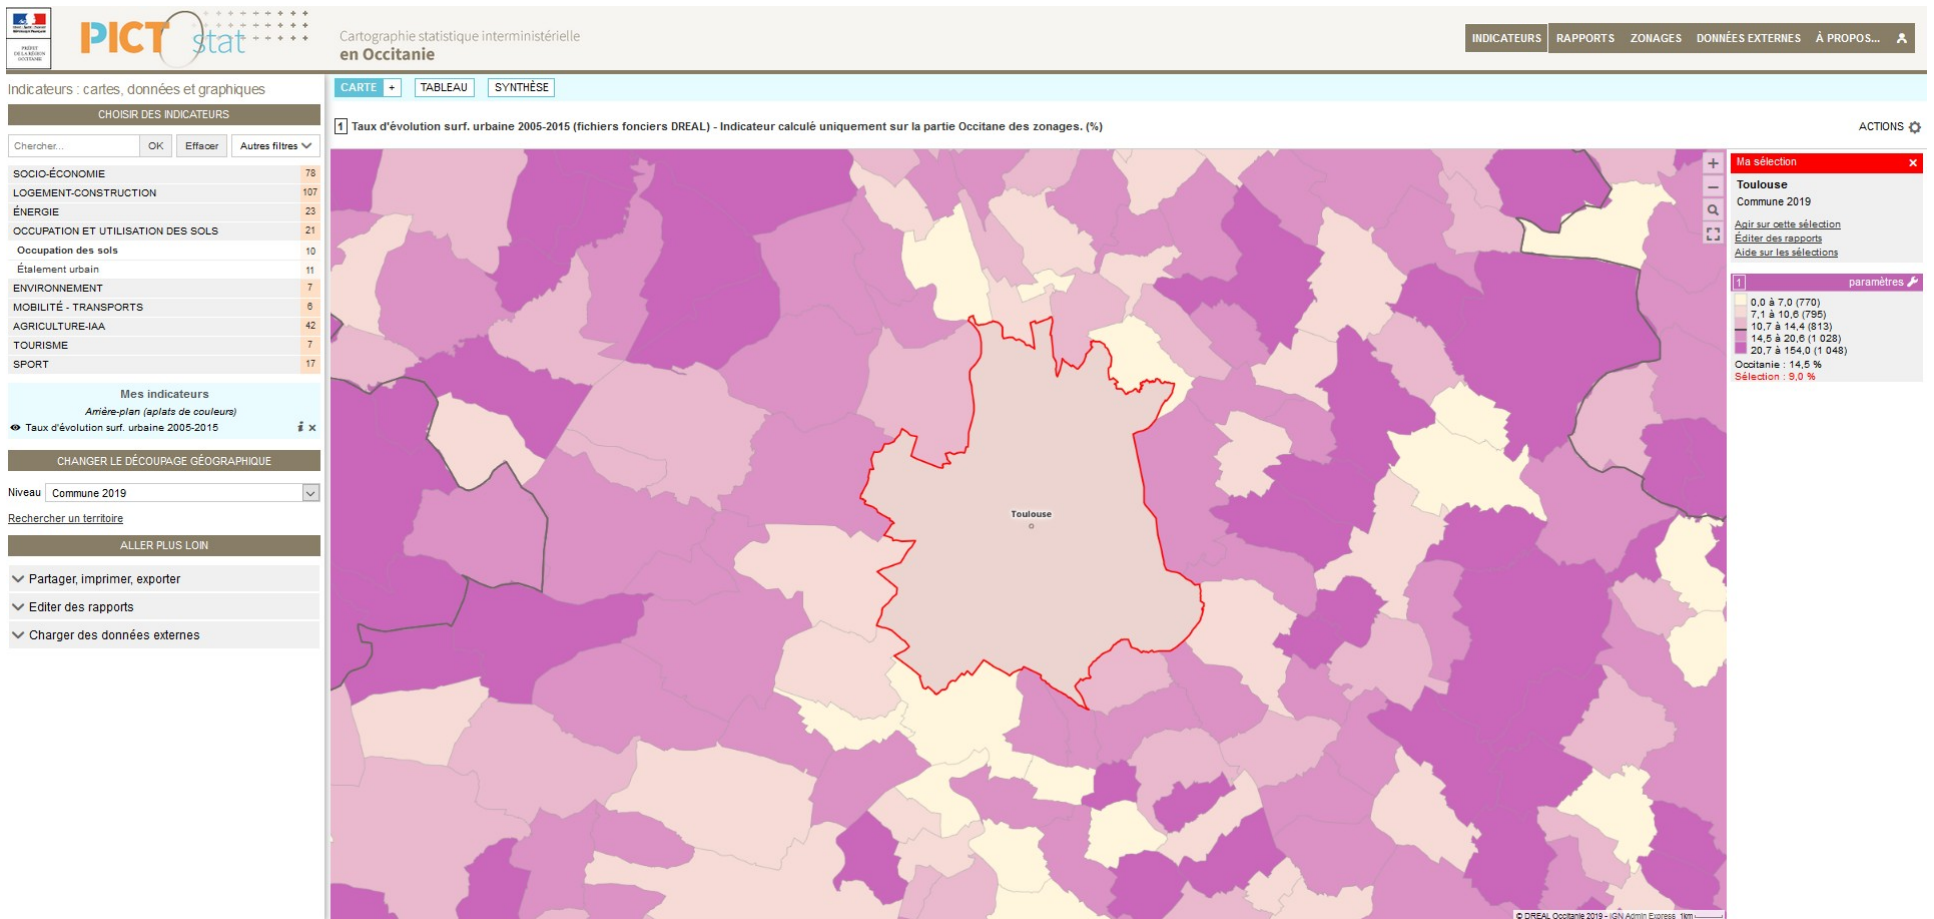 PRÉFET
DE LA RÉGION
OCCITANIE
PICTOstat
Cartographie statistique interministérielle
en Occitanie
INDICATEURS RAPPORTS ZONAGES DONNÉES EXTERNES À PROPOS...
Indicateurs : cartes, données et graphiques
CHOISIR DES INDICATEURS
Chercher... OK Effacer Autres filtres
SOCIO-ÉCONOMIE 78
LOGEMENT-CONSTRUCTION 107
ÉNERGIE 23
OCCUPATION ET UTILISATION DES SOLS 21
Occupation des sols 10
Étalement urbain 11
ENVIRONNEMENT 7
MOBILITÉ - TRANSPORTS 6
AGRICULTURE-IAA 42
TOURISME 7
SPORT 17
Mes indicateurs
Arrière-plan (aplats de couleurs)
Taux d'évolution surf. urbaine 2005-2015 i ×
CHANGER LE DÉCOUPAGE GÉOGRAPHIQUE
Niveau Commune 2019
Rechercher un territoire
ALLER PLUS LOIN
Partager, imprimer, exporter
Editer des rapports
Charger des données externes
CARTE + TABLEAU SYNTHÈSE
1 Taux d'évolution surf. urbaine 2005-2015 (fichiers fonciers DREAL) - Indicateur calculé uniquement sur la partie Occitane des zonages. (%)
ACTIONS
Toulouse
Ma sélection ×
Toulouse
Commune 2019
Agir sur cette sélection
Éditer des rapports
Aide sur les sélections
1 paramètres
0,0 à 7,0 (770)
7,1 à 10,6 (795)
10,7 à 14,4 (813)
14,5 à 20,6 (1 028)
20,7 à 154,0 (1 048)
Occitanie : 14,5 %
Sélection : 9,0 %
© DREAL Occitanie 2019 - IGN Admin Express 1km